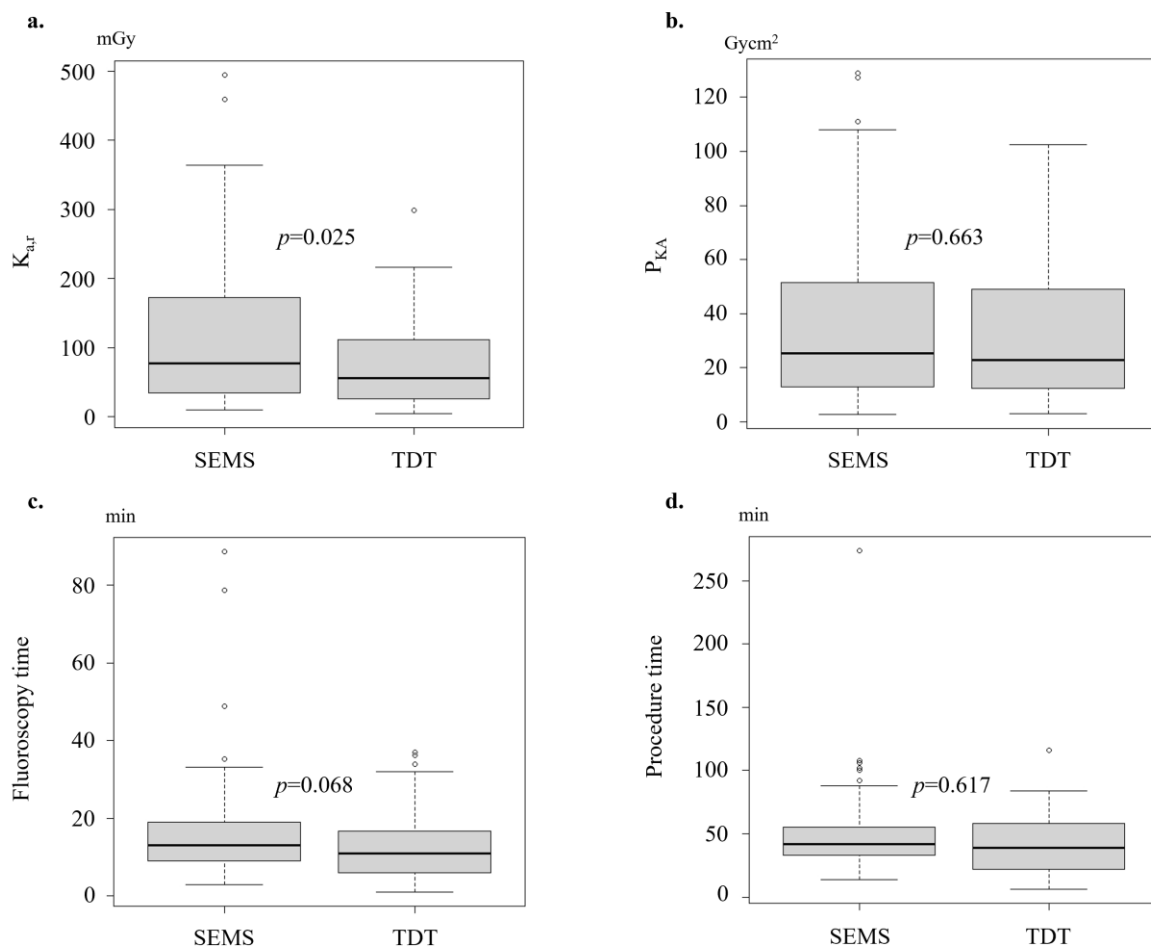 a.
mGy
500
400
300
200
100
0
K_{a,r}
p=0.025
SEMS TDT
b.
Gycm²
120
100
80
60
40
20
0
P_{KA}
p=0.663
SEMS TDT
c.
min
80
60
40
20
0
Fluoroscopy time
p=0.068
SEMS TDT
d.
min
250
200
150
100
50
0
Procedure time
p=0.617
SEMS TDT